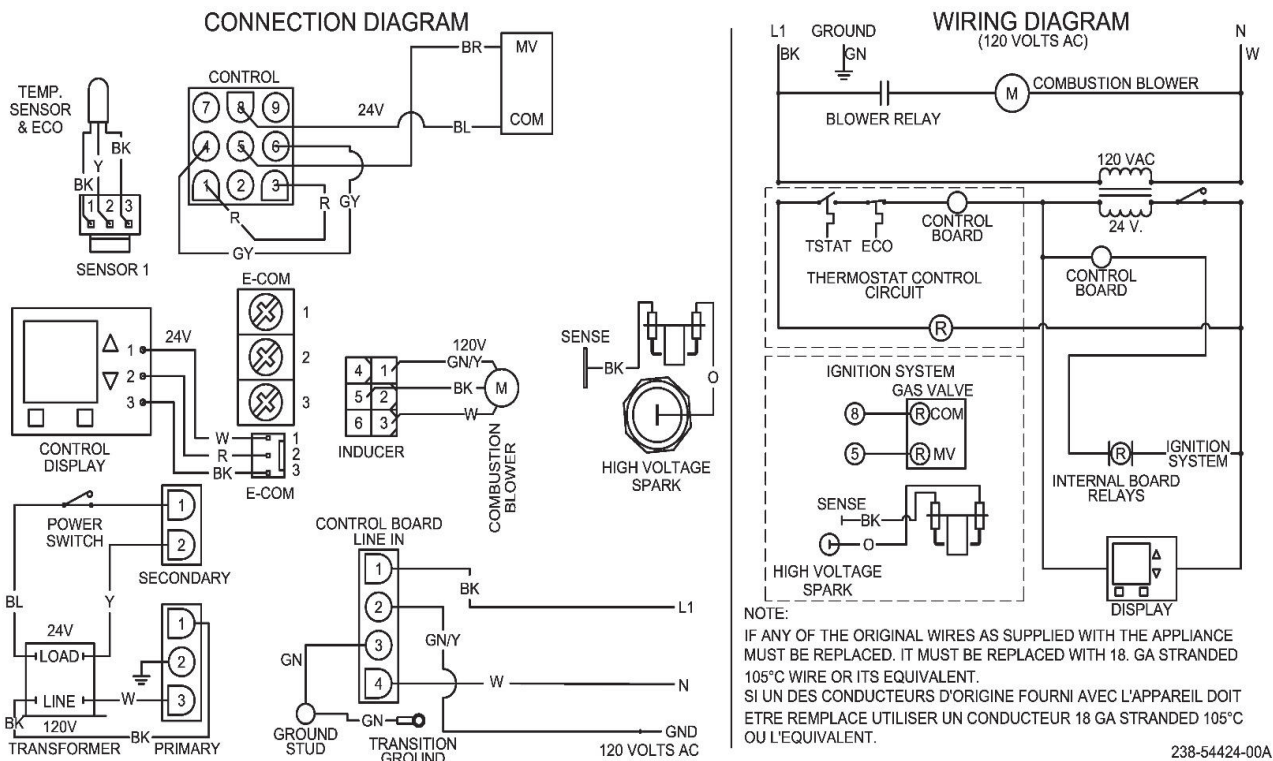 CONNECTION DIAGRAM
BR
MV
COM
BL
24V
CONTROL
7 8 9
4 5 6
1 2 3
R
R
GY
GY
TEMP.
SENSOR
& ECO
BK
Y
BK
1 2 3
SENSOR 1
E-COM
1
2
3
24V
1
2
3
CONTROL
DISPLAY
W
R
BK
1
2
3
E-COM
120V
GN/Y
BK
W
4 1
5 2
6 3
M
INDUCER
COMBUSTION
BLOWER
SENSE
BK
O
HIGH VOLTAGE
SPARK
POWER
SWITCH
1
2
SECONDARY
BL
Y
24V
LOAD
LINE
120V
BK
TRANSFORMER
W
BK
1
2
3
PRIMARY
CONTROL BOARD
LINE IN
1
2
3
4
BK
L1
GN/Y
GN
W
N
GND
GROUND
STUD
GN
TRANSITION
GROUND
120 VOLTS AC
WIRING DIAGRAM
(120 VOLTS AC)
L1
BK
GROUND
GN
N
W
BLOWER RELAY
M
COMBUSTION BLOWER
120 VAC
24 V.
TSTAT
ECO
CONTROL
BOARD
THERMOSTAT CONTROL
CIRCUIT
R
CONTROL
BOARD
IGNITION SYSTEM
GAS VALVE
8
R COM
5
R MV
SENSE
BK
O
HIGH VOLTAGE
SPARK
R
IGNITION
SYSTEM
INTERNAL BOARD
RELAYS
DISPLAY
NOTE:
IF ANY OF THE ORIGINAL WIRES AS SUPPLIED WITH THE APPLIANCE
MUST BE REPLACED. IT MUST BE REPLACED WITH 18. GA STRANDED
105°C WIRE OR ITS EQUIVALENT.
SI UN DES CONDUCTEURS D'ORIGINE FOURNI AVEC L'APPAREIL DOIT
ETRE REMPLACE UTILISER UN CONDUCTEUR 18 GA STRANDED 105°C
OU L'EQUIVALENT.
238-54424-00A